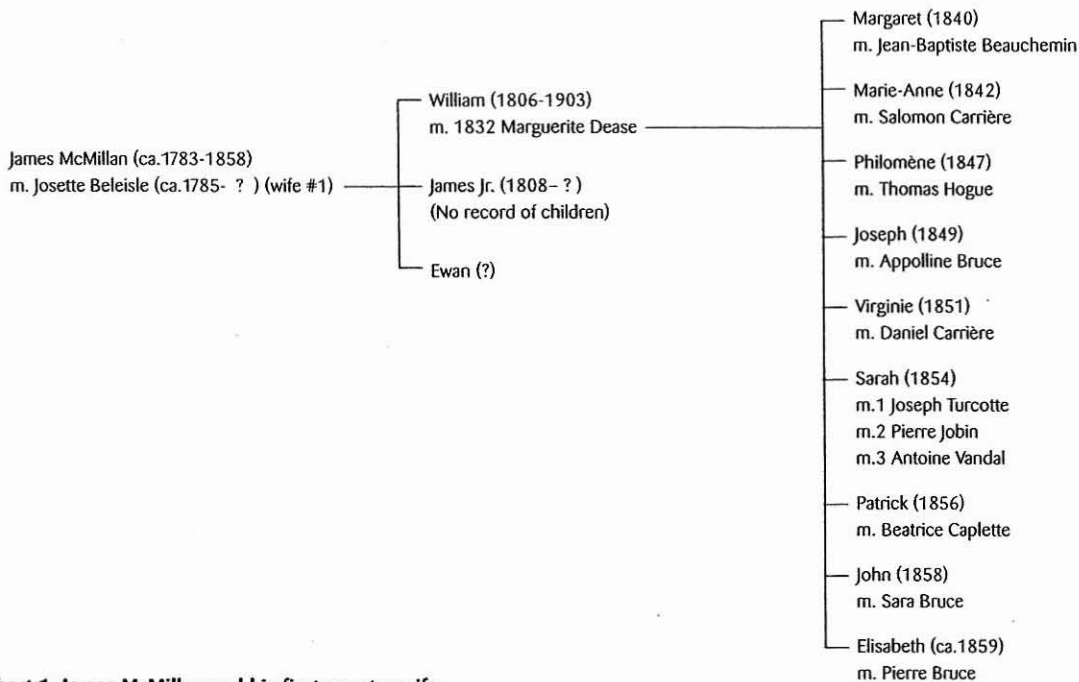 James McMillan (ca.1783-1858)
m. Josette Beleisle (ca.1785- ? ) (wife #1)
William (1806-1903)
m. 1832 Marguerite Dease
James Jr. (1808– ? )
(No record of children)
Ewan (?)
Margaret (1840)
m. Jean-Baptiste Beauchemin
Marie-Anne (1842)
m. Salomon Carrière
Philomène (1847)
m. Thomas Hogue
Joseph (1849)
m. Appolline Bruce
Virginie (1851)
m. Daniel Carrière
Sarah (1854)
m.1 Joseph Turcotte
m.2 Pierre Jobin
m.3 Antoine Vandal
Patrick (1856)
m. Beatrice Caplette
John (1858)
m. Sara Bruce
Elisabeth (ca.1859)
m. Pierre Bruce